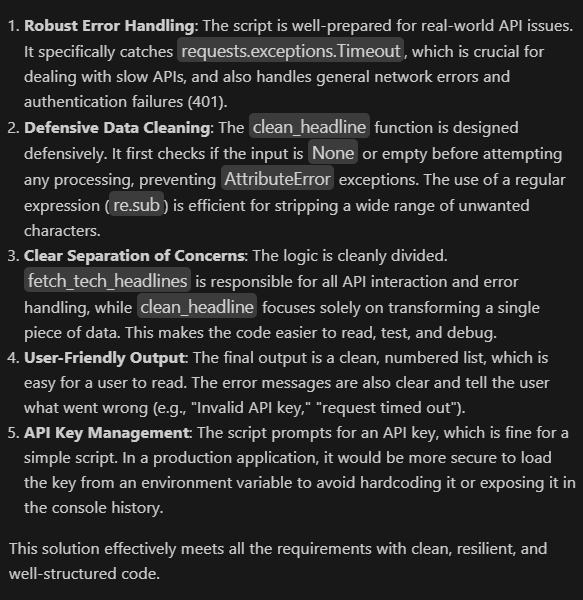 1. Robust Error Handling: The script is well-prepared for real-world API issues.
It specifically catches requests.exceptions.Timeout, which is crucial for
dealing with slow APIs, and also handles general network errors and
authentication failures (401).
2. Defensive Data Cleaning: The clean_headline function is designed
defensively. It first checks if the input is None or empty before attempting
any processing, preventing AttributeError exceptions. The use of a regular
expression (re.sub) is efficient for stripping a wide range of unwanted
characters.
3. Clear Separation of Concerns: The logic is cleanly divided.
fetch_tech_headlines is responsible for all API interaction and error
handling, while clean_headline focuses solely on transforming a single
piece of data. This makes the code easier to read, test, and debug.
4. User-Friendly Output: The final output is a clean, numbered list, which is
easy for a user to read. The error messages are also clear and tell the user
what went wrong (e.g., "Invalid API key," "request timed out").
5. API Key Management: The script prompts for an API key, which is fine for a
simple script. In a production application, it would be more secure to load
the key from an environment variable to avoid hardcoding it or exposing it in
the console history.
This solution effectively meets all the requirements with clean, resilient, and
well-structured code.